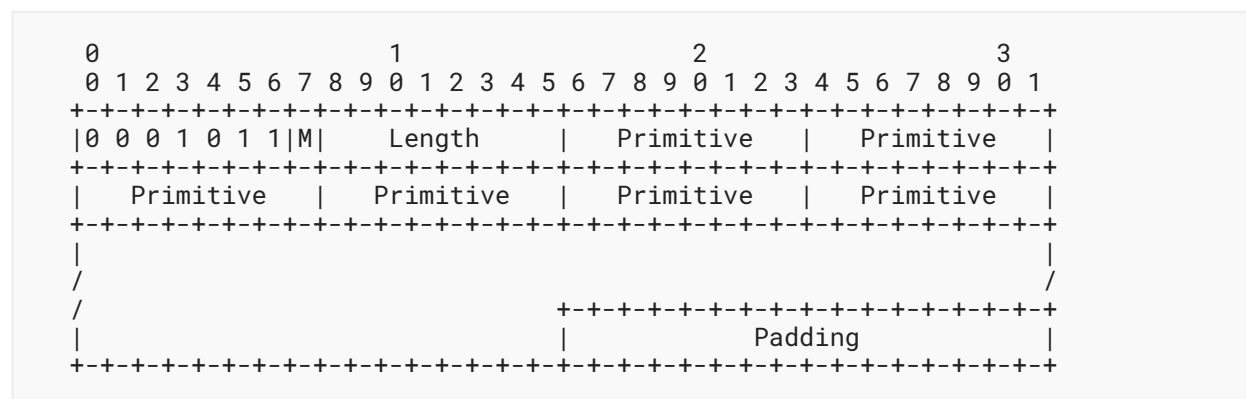 0                   1                   2                   3
 0 1 2 3 4 5 6 7 8 9 0 1 2 3 4 5 6 7 8 9 0 1 2 3 4 5 6 7 8 9 0 1
+-+-+-+-+-+-+-+-+-+-+-+-+-+-+-+-+-+-+-+-+-+-+-+-+-+-+-+-+-+-+-+-+
|0 0 0 1 0 1 1|M|    Length     |   Primitive   |   Primitive   |
+-+-+-+-+-+-+-+-+-+-+-+-+-+-+-+-+-+-+-+-+-+-+-+-+-+-+-+-+-+-+-+-+
|   Primitive   |   Primitive   |   Primitive   |   Primitive   |
+-+-+-+-+-+-+-+-+-+-+-+-+-+-+-+-+-+-+-+-+-+-+-+-+-+-+-+-+-+-+-+-+
|                                                               |
/                                                               /
/                               +-+-+-+-+-+-+-+-+-+-+-+-+-+-+-+-+
|                               |            Padding            |
+-+-+-+-+-+-+-+-+-+-+-+-+-+-+-+-+-+-+-+-+-+-+-+-+-+-+-+-+-+-+-+-+